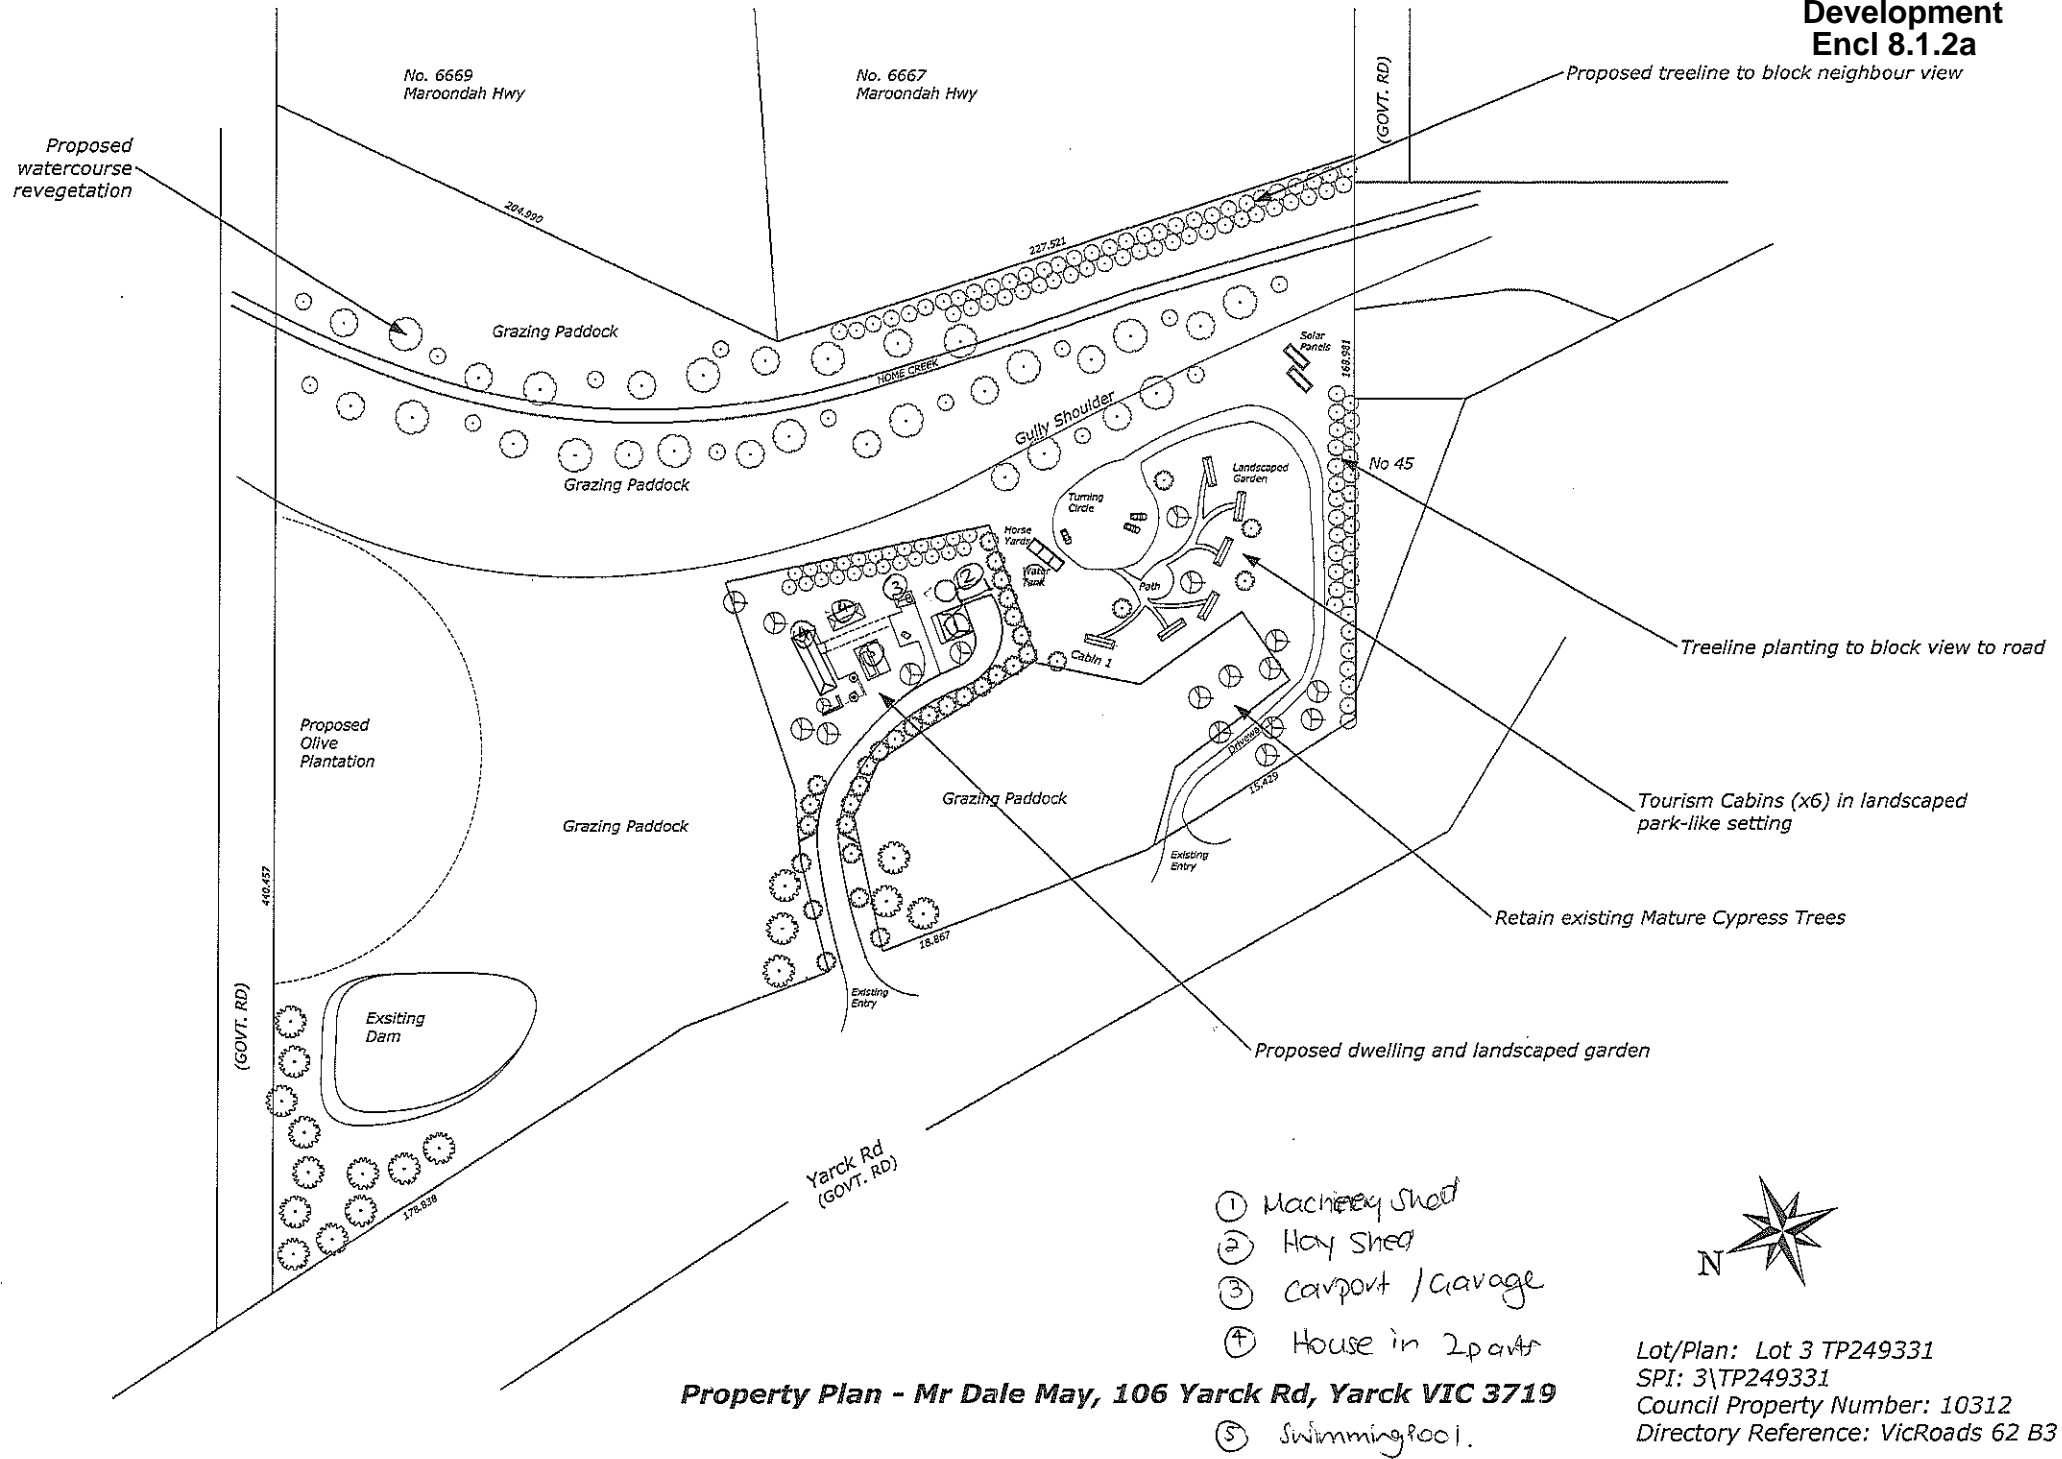 Development
Encl 8.1.2a
No. 6669
Maroondah Hwy
No. 6667
Maroondah Hwy
(GOVT. RD)
Proposed treeline to block neighbour view
Proposed
watercourse
revegetation
204.990
227.521
Grazing Paddock
HOME CREEK
Solar
Panels
168.981
Gully Shoulder
Grazing Paddock
No 45
Landscaped
Garden
Turning
Circle
Horse
Yards
Water
Tank
Path
Cabin 1
1
2
3
4
4
5
Treeline planting to block view to road
Proposed
Olive
Plantation
Grazing Paddock
Grazing Paddock
Driveway
15.429
Tourism Cabins (x6) in landscaped
park-like setting
Existing
Entry
440.457
Retain existing Mature Cypress Trees
18.867
Existing
Entry
(GOVT. RD)
Exsiting
Dam
Proposed dwelling and landscaped garden
Yarck Rd
(GOVT. RD)
178.838
1 Machinery Shed
2 Hay Shed
3 Carport / Garage
4 House in 2 parts
N
Property Plan - Mr Dale May, 106 Yarck Rd, Yarck VIC 3719
5 Swimming Pool.
Lot/Plan: Lot 3 TP249331
SPI: 3\TP249331
Council Property Number: 10312
Directory Reference: VicRoads 62 B3